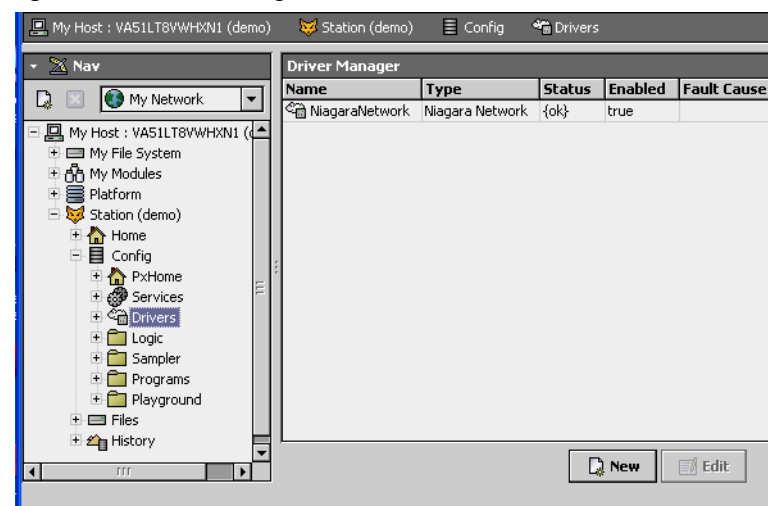 My Host : VA51LT8VWHXN1 (demo) Station (demo) Config Drivers
Nav
My Network
My Host : VA51LT8VWHXN1 (
My File System
My Modules
Platform
Station (demo)
Home
Config
PxHome
Services
Drivers
Logic
Sampler
Programs
Playground
Files
History
Driver Manager
Name Type Status Enabled Fault Cause
NiagaraNetwork Niagara Network {ok} true
New Edit